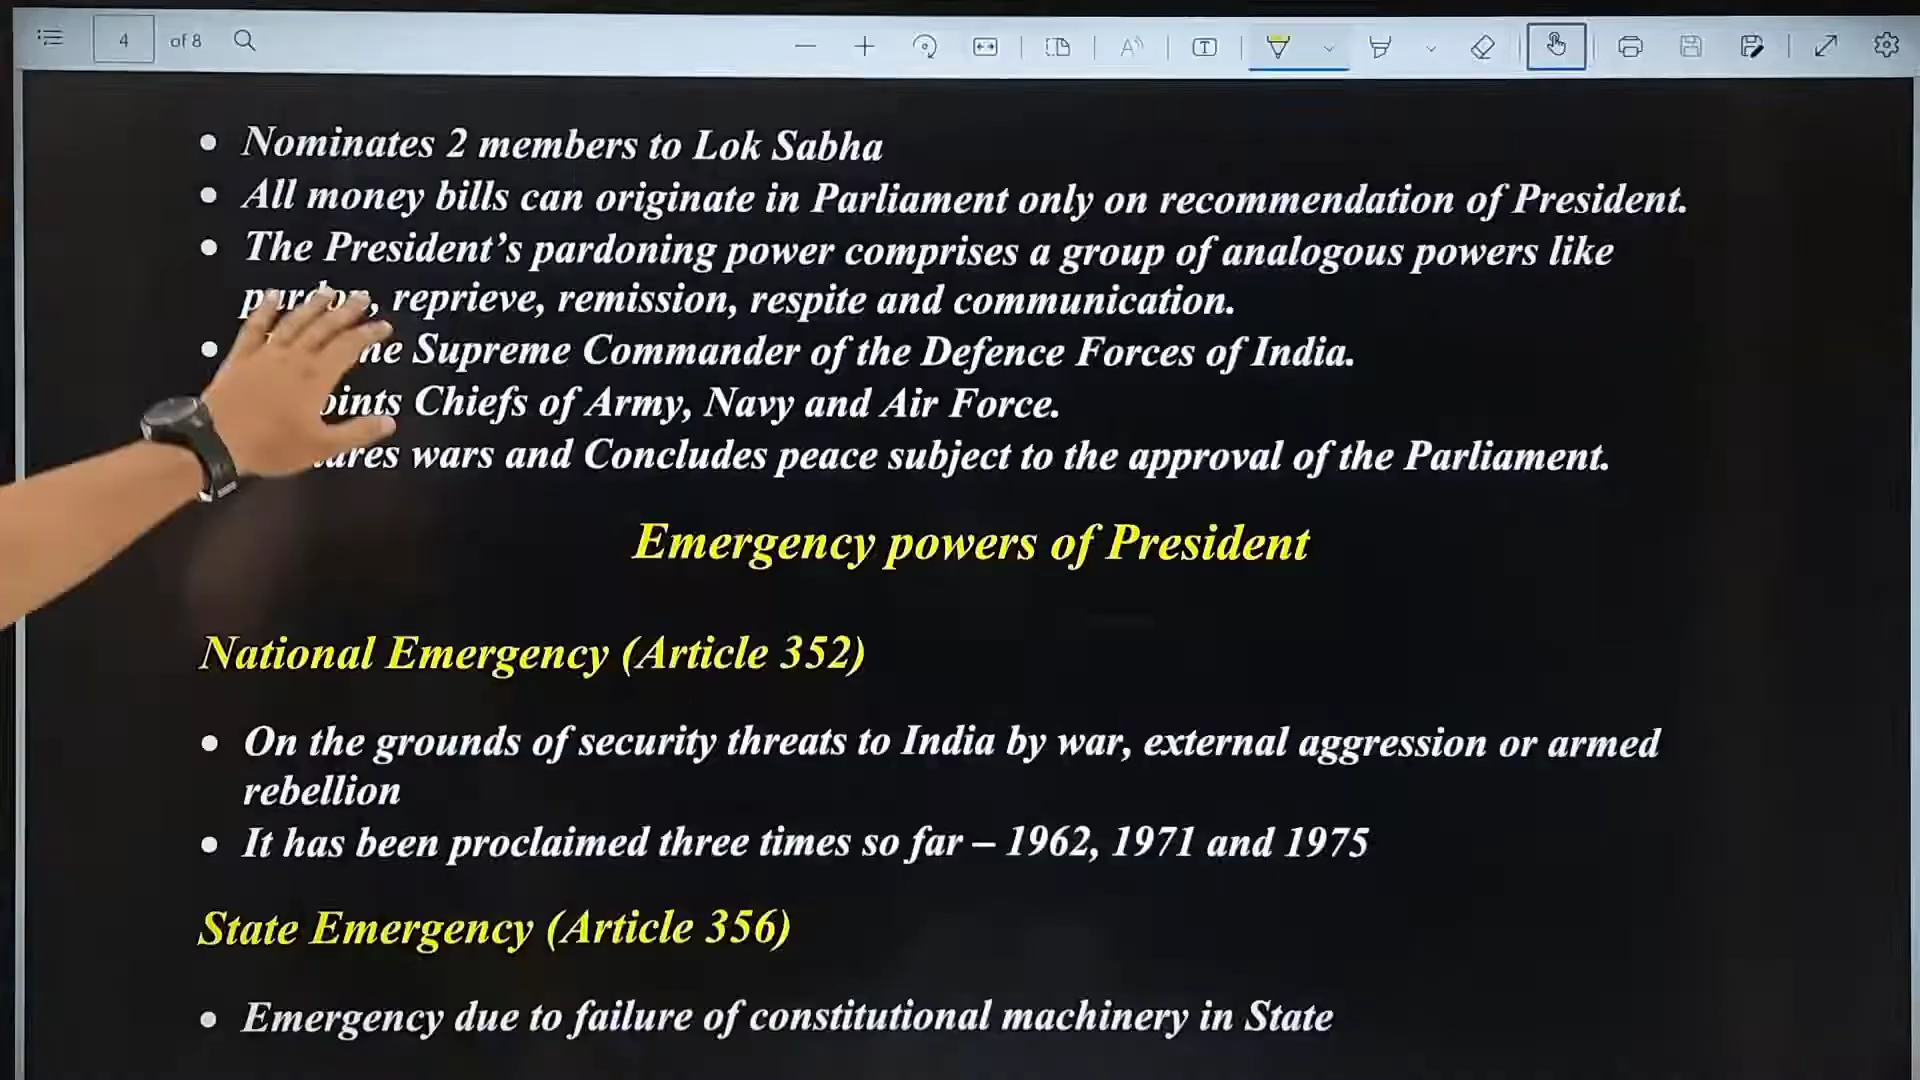 4 of 8
Nominates 2 members to Lok Sabha
All money bills can originate in Parliament only on recommendation of President.
The President's pardoning power comprises a group of analogous powers like
pardon, reprieve, remission, respite and communication.
Supreme Commander of the Defence Forces of India.
Chiefs of Army, Navy and Air Force.
wars and Concludes peace subject to the approval of the Parliament.
Emergency powers of President
National Emergency (Article 352)
On the grounds of security threats to India by war, external aggression or armed
rebellion
It has been proclaimed three times so far – 1962, 1971 and 1975
State Emergency (Article 356)
Emergency due to failure of constitutional machinery in State